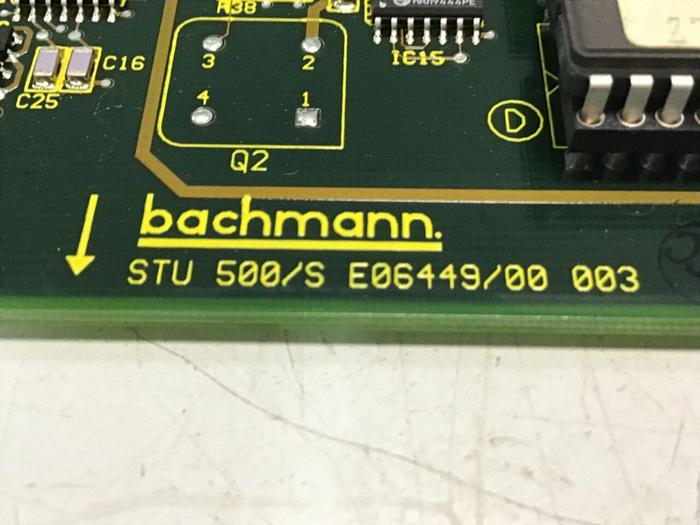 R38
3 2
IC15
C16
C25
4 1
D
Q2
bachmann.
STU 500/S E06449/00 003